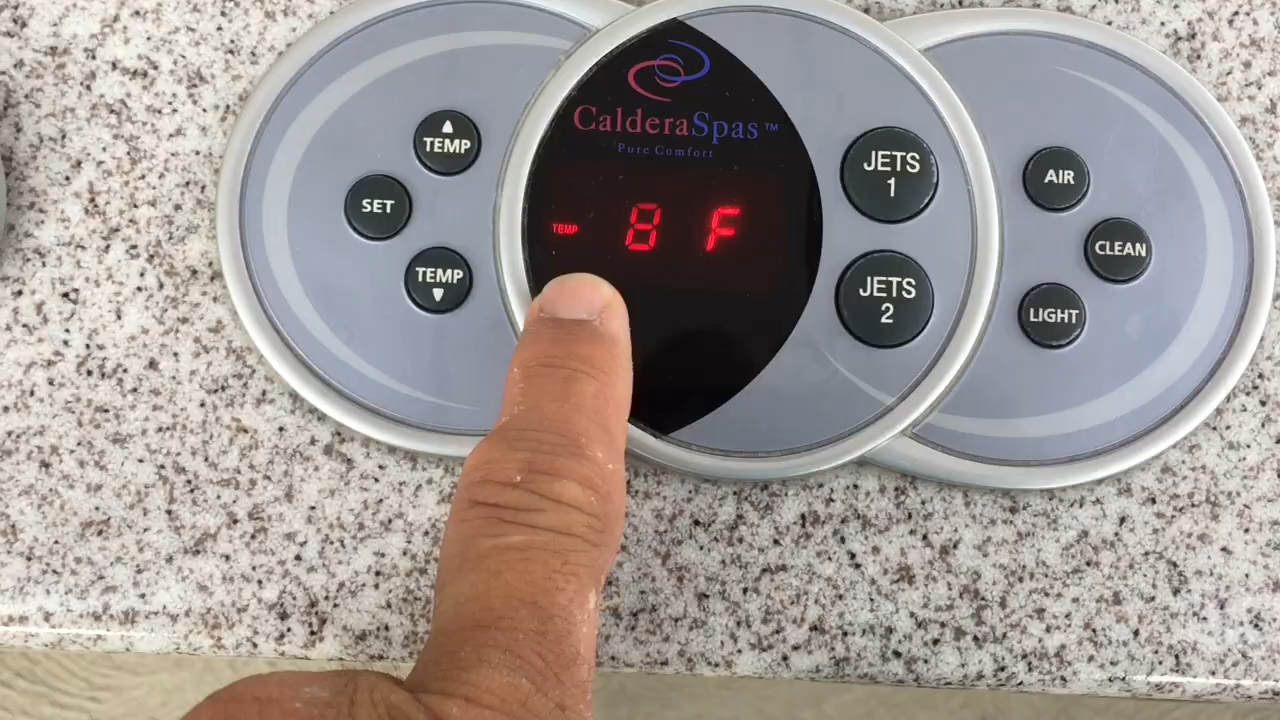 CalderaSpas™
Pure Comfort
TEMP
SET
TEMP
TEMP 8 F
JETS
1
JETS
2
AIR
CLEAN
LIGHT